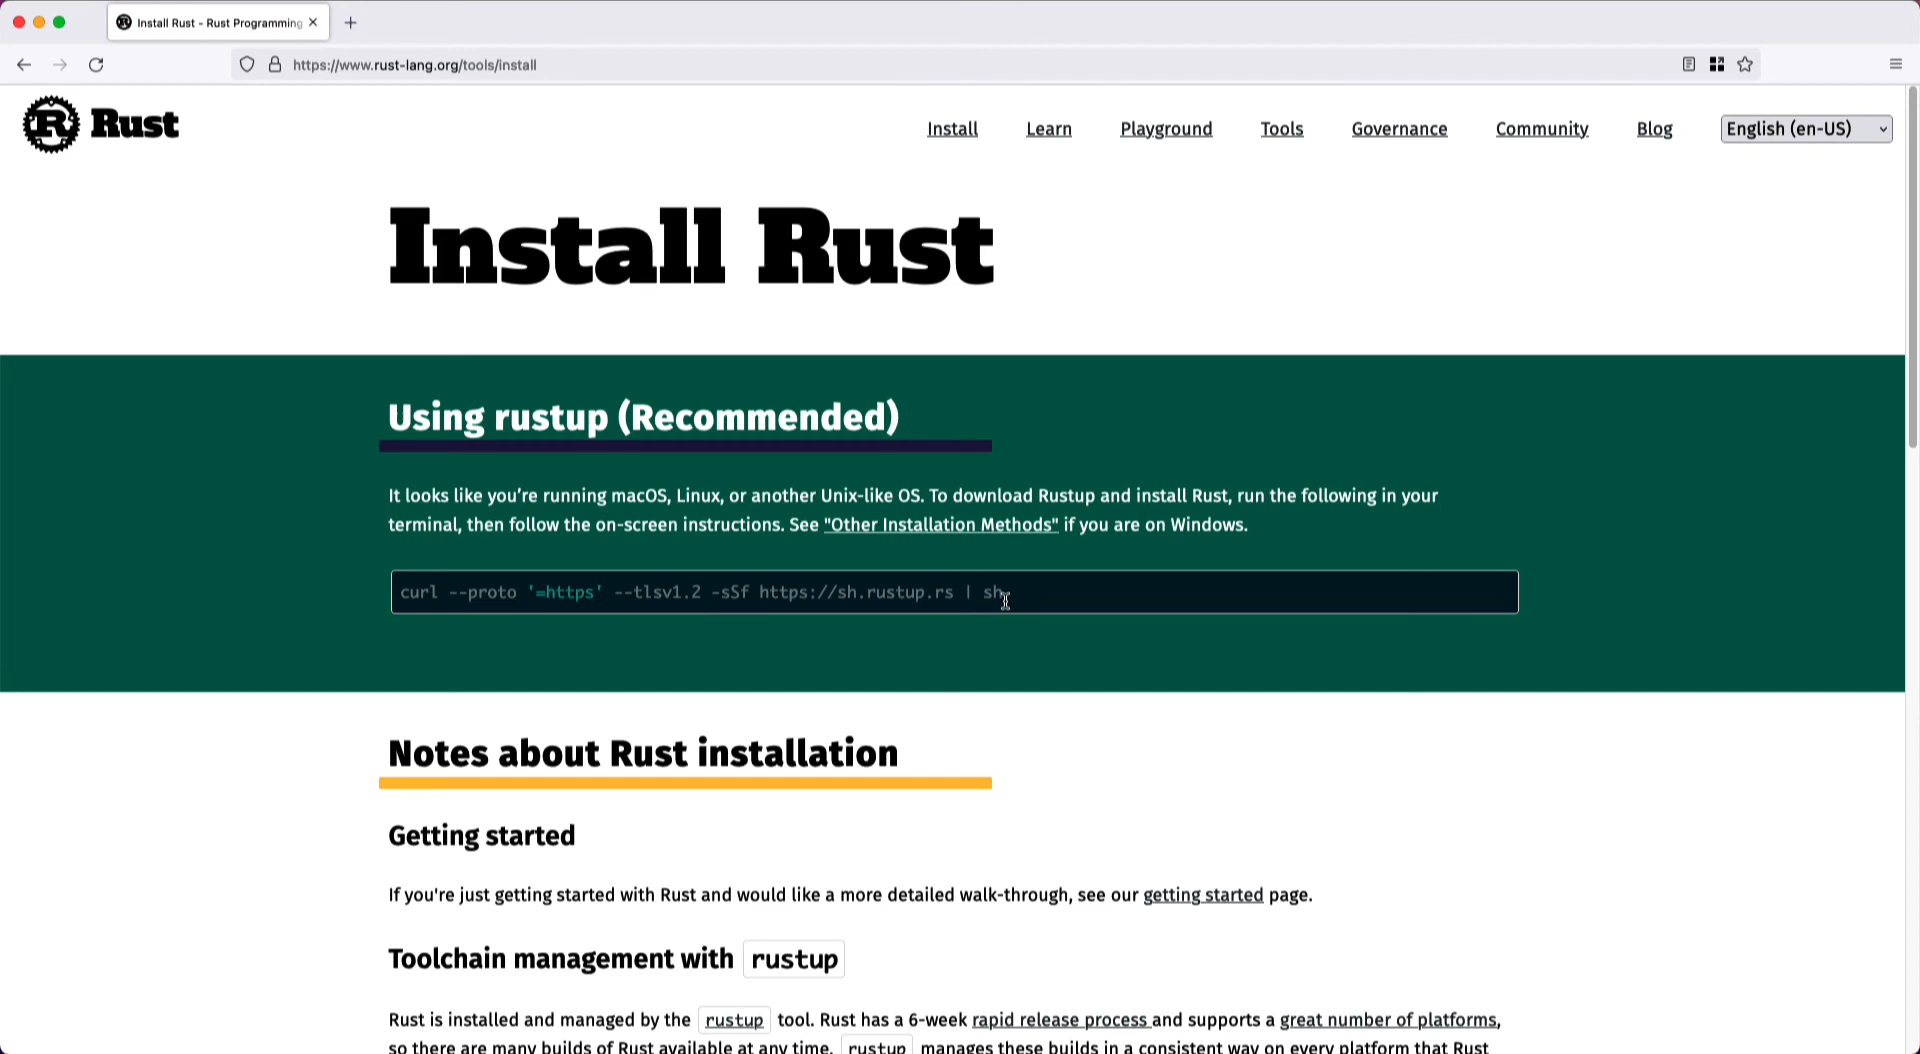 Install Rust - Rust Programming
https://www.rust-lang.org/tools/install
Rust
Install Learn Playground Tools Governance Community Blog English (en-US)
Install Rust
Using rustup (Recommended)
It looks like you’re running macOS, Linux, or another Unix-like OS. To download Rustup and install Rust, run the following in your
terminal, then follow the on-screen instructions. See "Other Installation Methods" if you are on Windows.
curl --proto '=https' --tlsv1.2 -sSf https://sh.rustup.rs | sh
Notes about Rust installation
Getting started
If you're just getting started with Rust and would like a more detailed walk-through, see our getting started page.
Toolchain management with rustup
Rust is installed and managed by the rustup tool. Rust has a 6-week rapid release process and supports a great number of platforms,
so there are many builds of Rust available at any time. rustup manages these builds in a consistent way on every platform that Rust